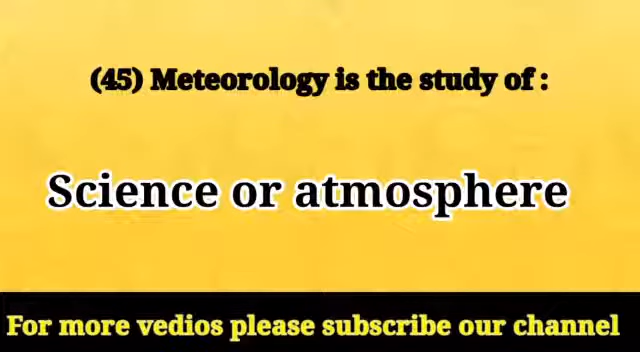 (45) Meteorology is the study of :
Science or atmosphere
For more vedios please subscribe our channel